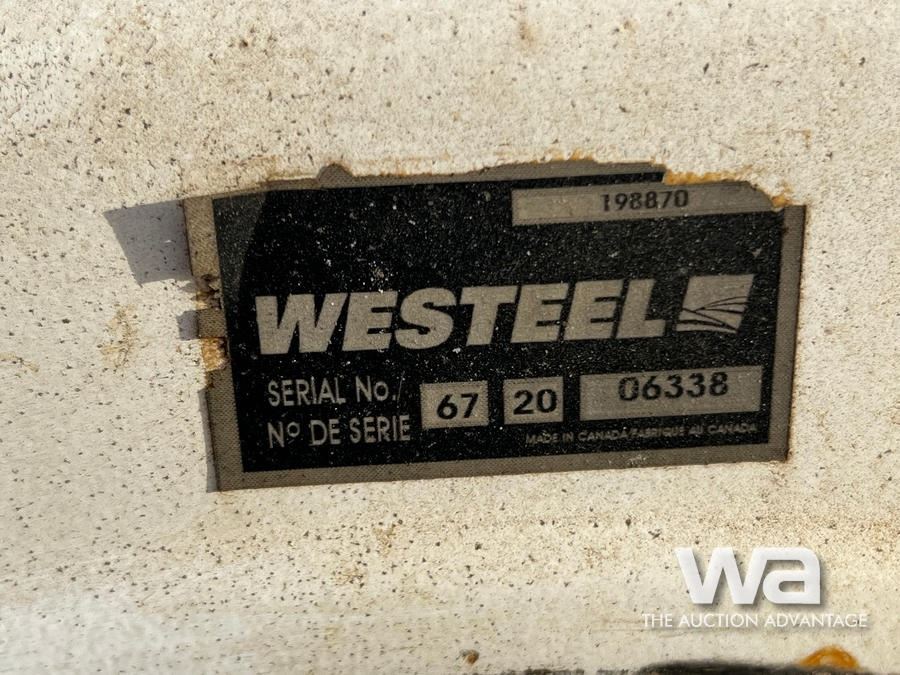 198870
WESTEEL
SERIAL No./
Nº DE SERIE
67 20 06338
MADE IN CANADA/FABRIQUÉ AU CANADA
wa
THE AUCTION ADVANTAGE